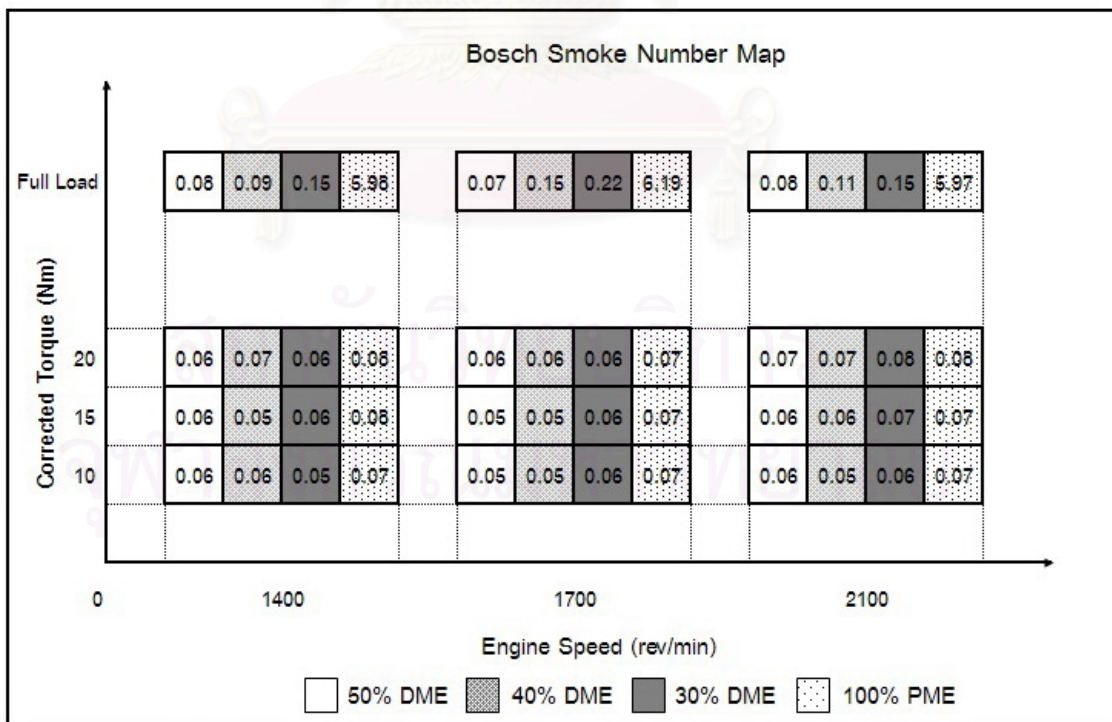 Bosch Smoke Number Map
Full Load 0.08 0.09 0.15 5.98 0.07 0.15 0.22 6.19 0.08 0.11 0.15 5.97
Corrected Torque (Nm)
20 0.06 0.07 0.06 0.08 0.06 0.06 0.06 0.07 0.07 0.07 0.08 0.08
15 0.06 0.05 0.06 0.08 0.05 0.05 0.06 0.07 0.06 0.06 0.07 0.07
10 0.06 0.06 0.05 0.07 0.05 0.05 0.06 0.07 0.06 0.05 0.06 0.07
0 1400 1700 2100
Engine Speed (rev/min)
50% DME 40% DME 30% DME 100% PME